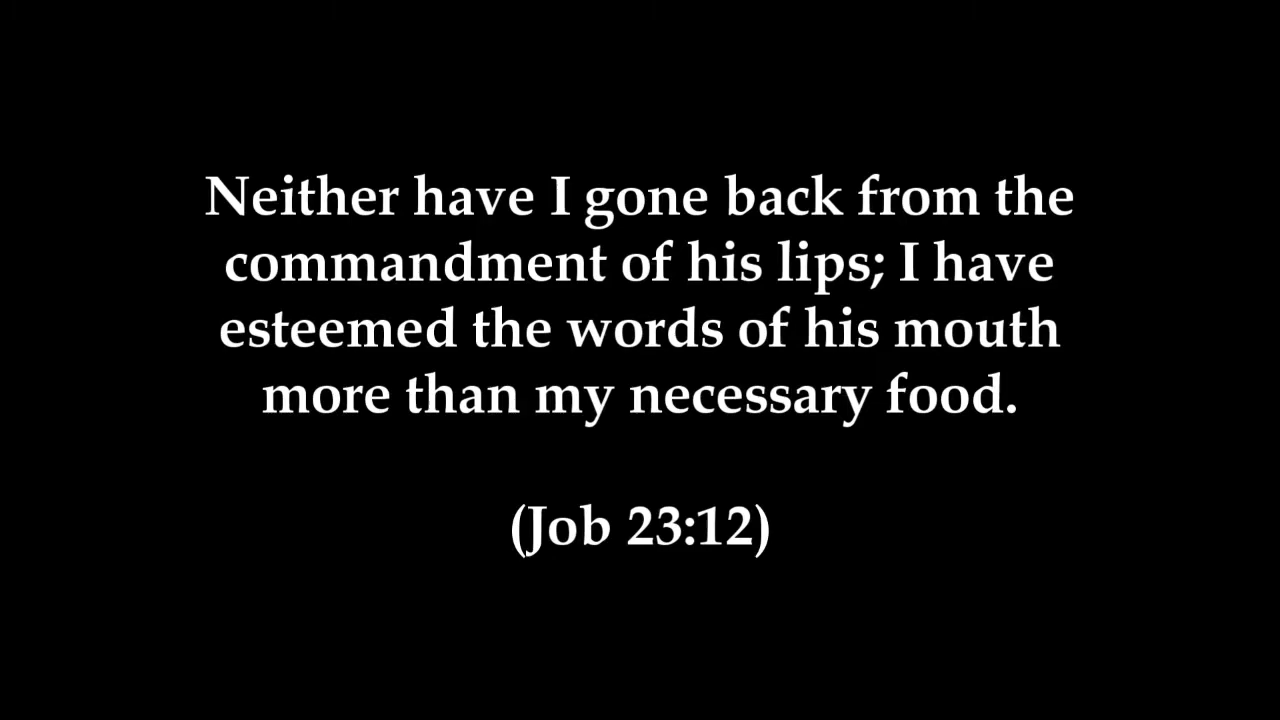 Neither have I gone back from the
commandment of his lips; I have
esteemed the words of his mouth
more than my necessary food.
(Job 23:12)